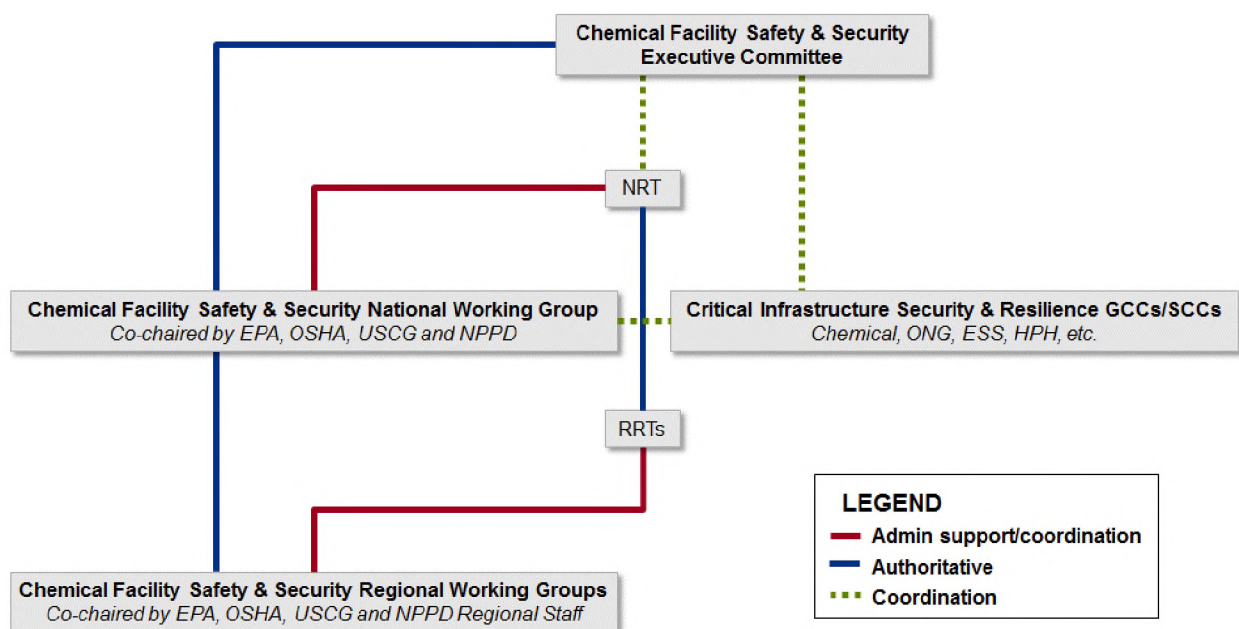 Chemical Facility Safety & Security
Executive Committee
NRT
Chemical Facility Safety & Security National Working Group
Co-chaired by EPA, OSHA, USCG and NPPD
Critical Infrastructure Security & Resilience GCCs/SCCs
Chemical, ONG, ESS, HPH, etc.
RRTs
LEGEND
Admin support/coordination
Authoritative
Coordination
Chemical Facility Safety & Security Regional Working Groups
Co-chaired by EPA, OSHA, USCG and NPPD Regional Staff